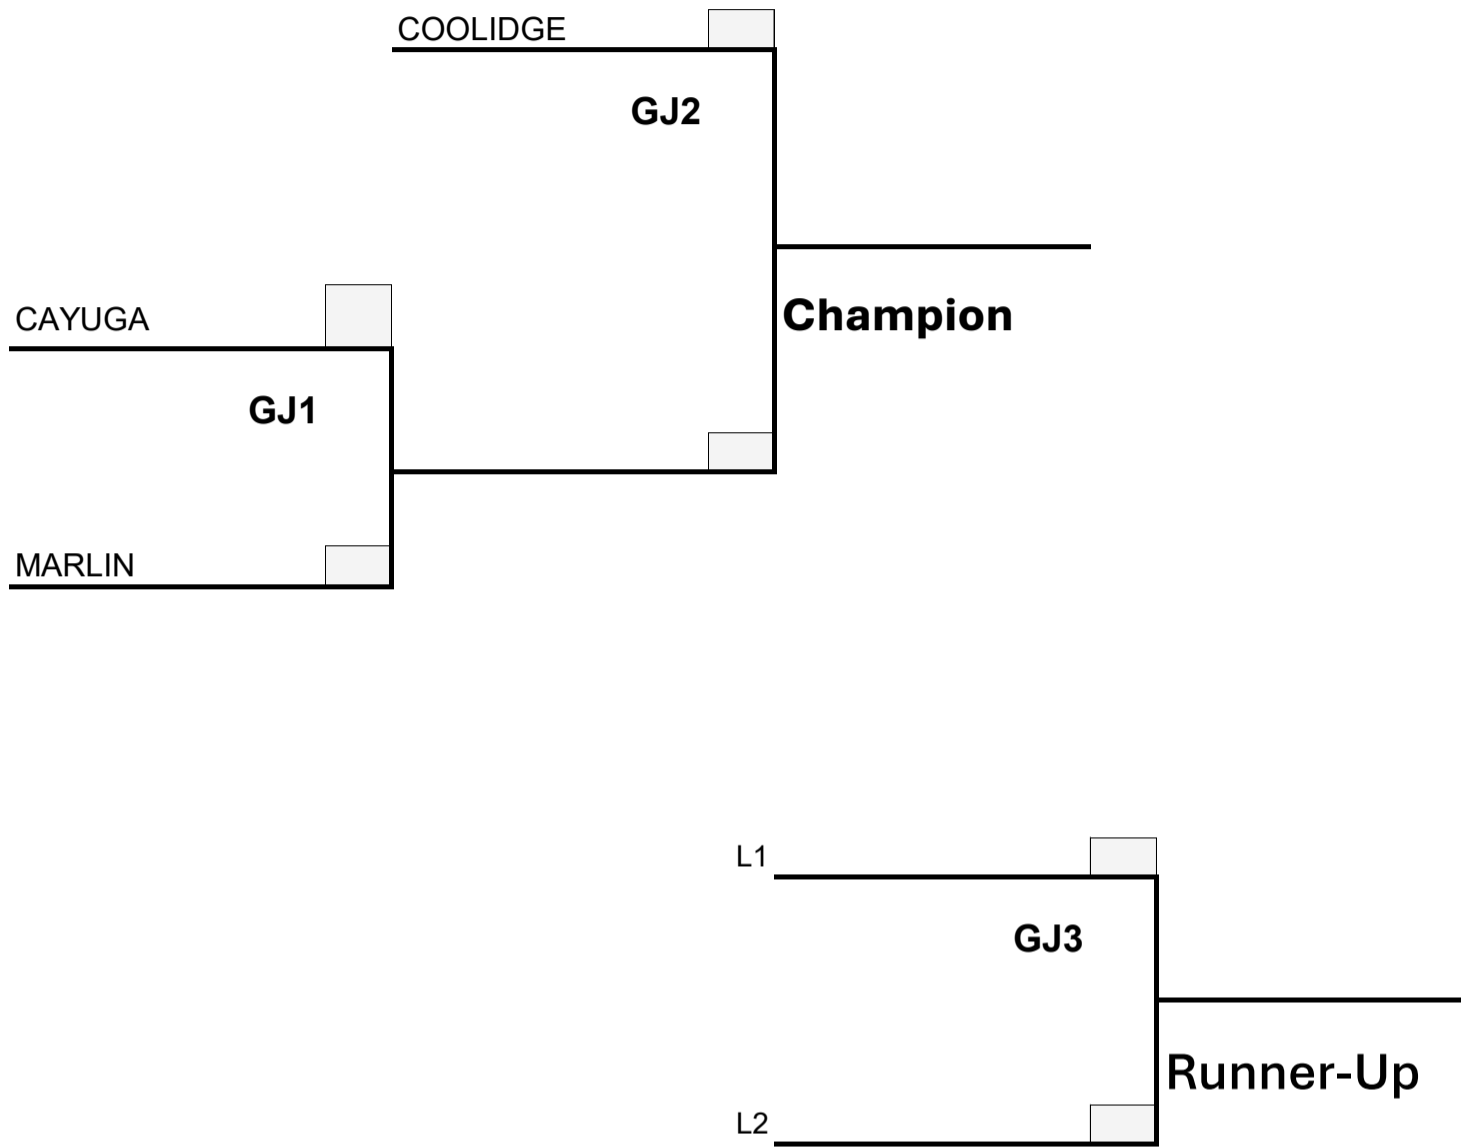 COOLIDGE
GJ2
CAYUGA
Champion
GJ1
MARLIN
L1
GJ3
Runner-Up
L2